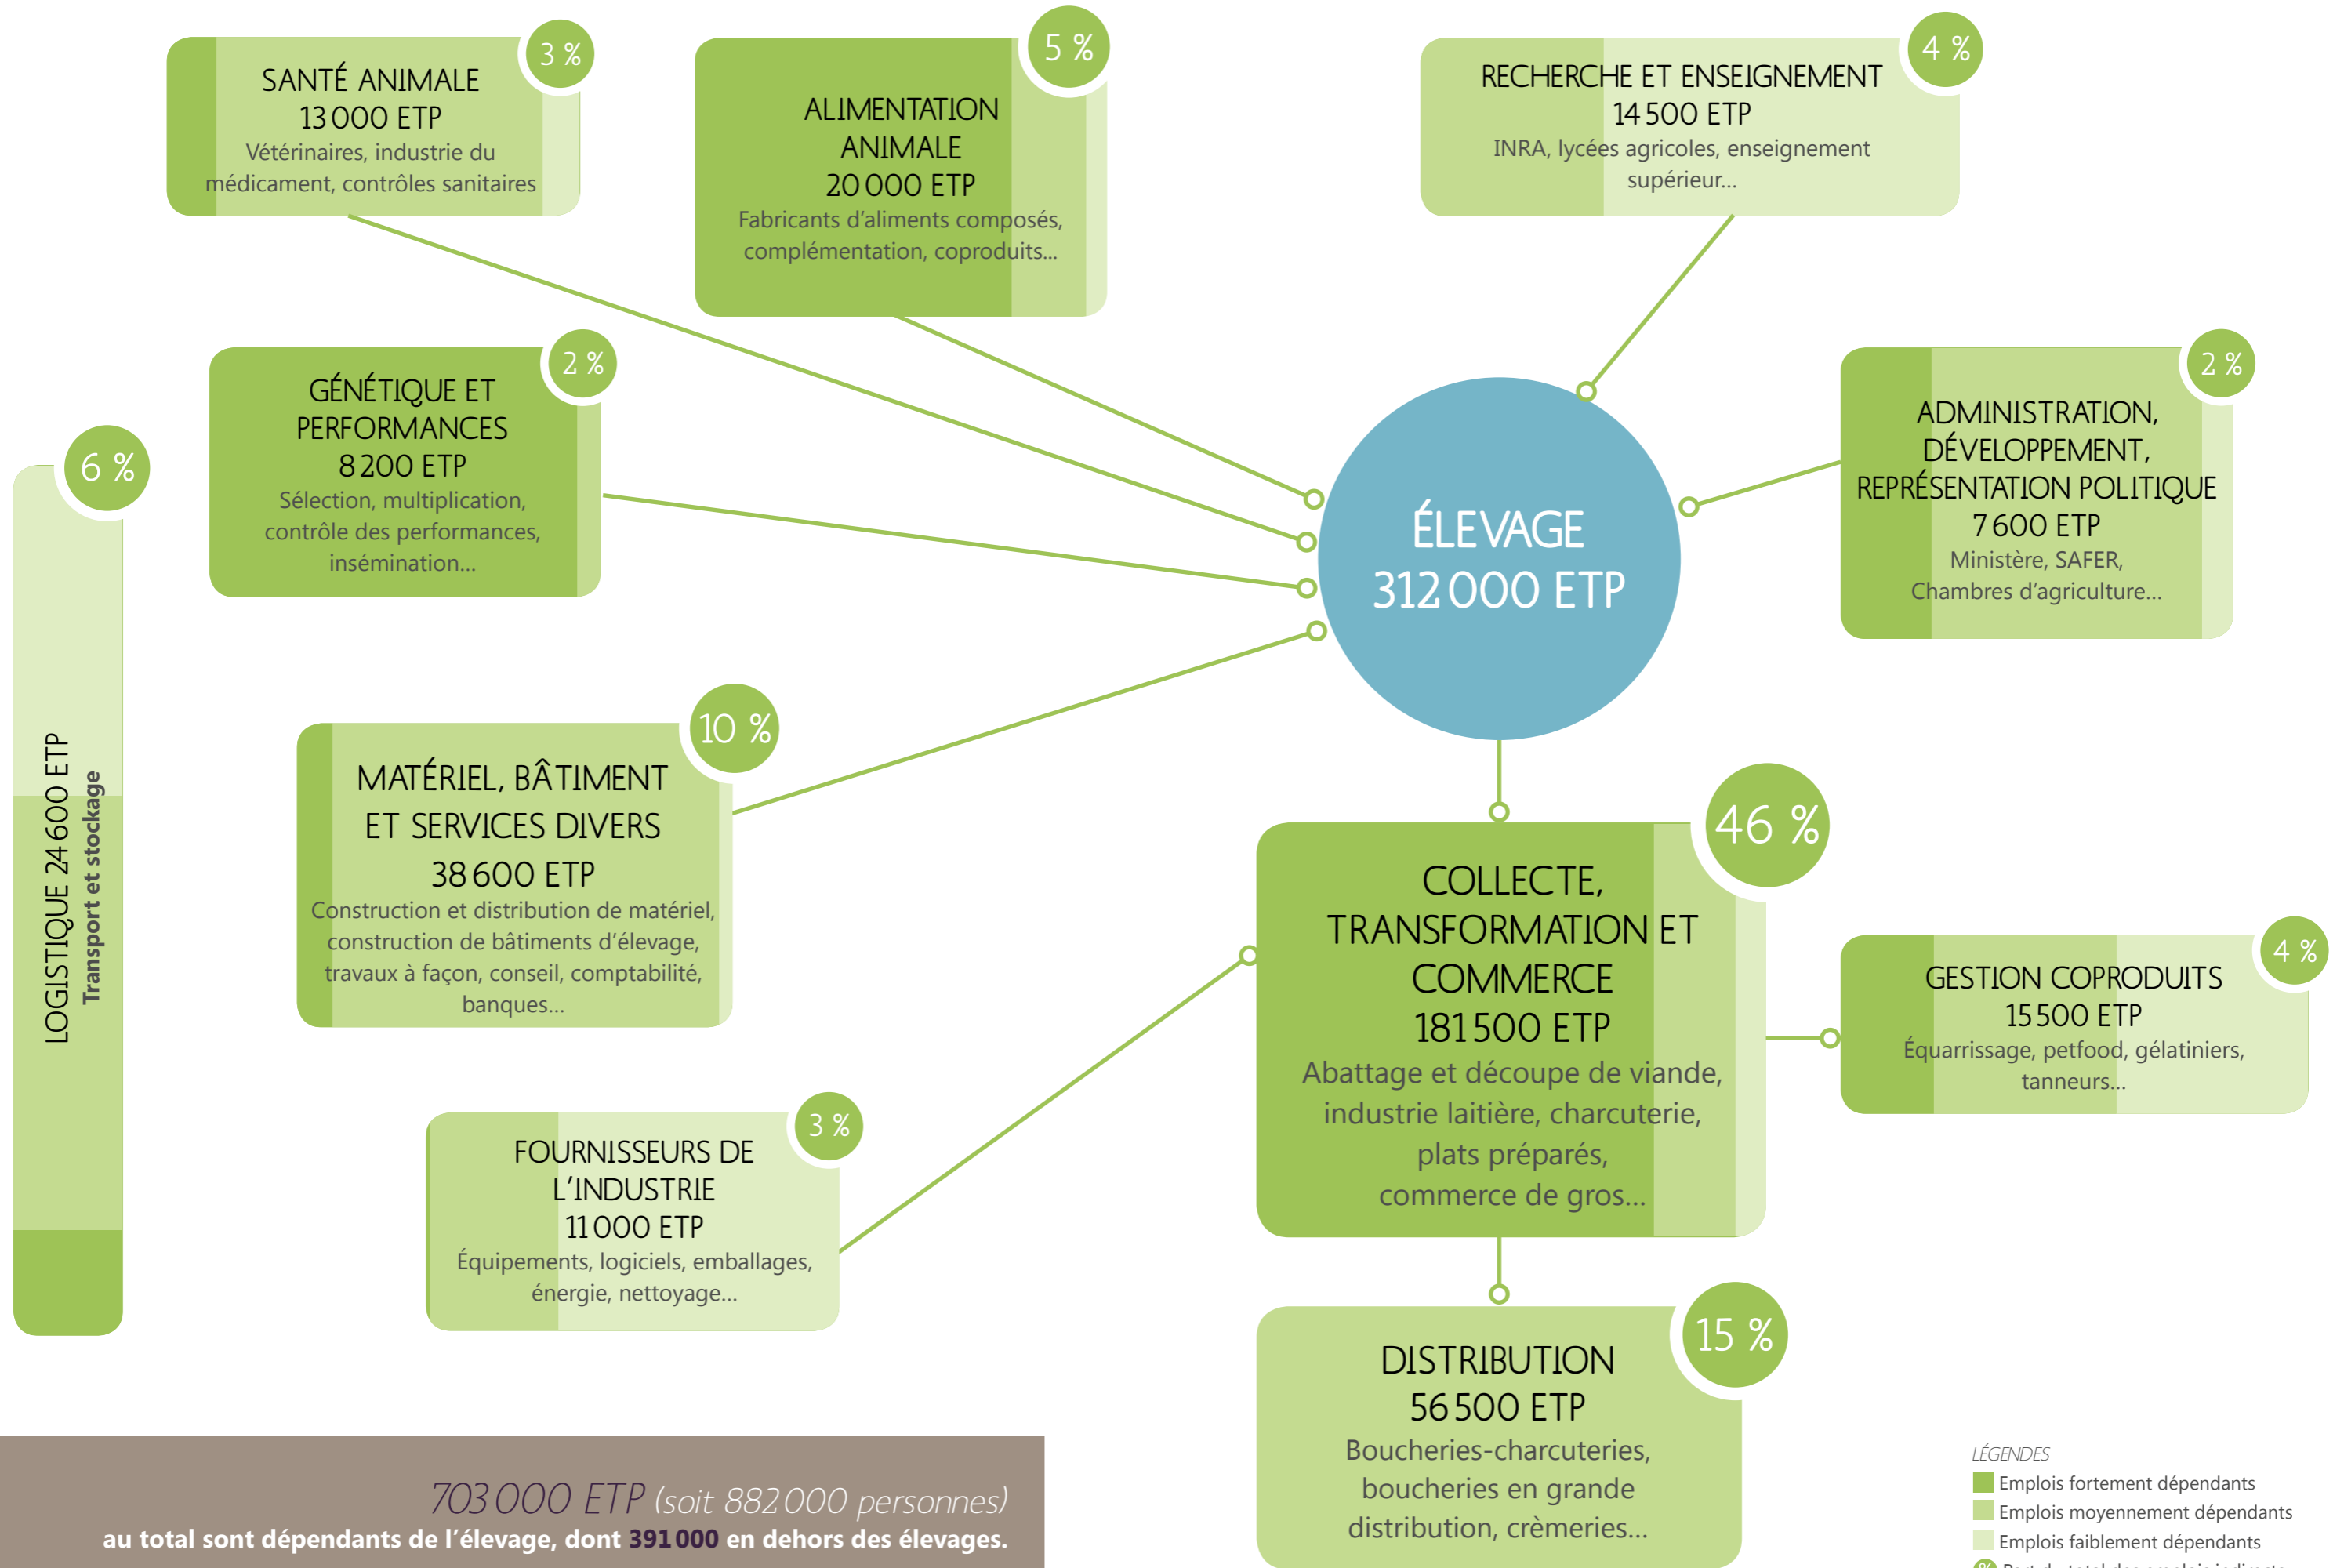 3 %
SANTÉ ANIMALE
13 000 ETP
Vétérinaires, industrie du
médicament, contrôles sanitaires
5 %
ALIMENTATION
ANIMALE
20 000 ETP
Fabricants d'aliments composés,
complémentation, coproduits...
4 %
RECHERCHE ET ENSEIGNEMENT
14 500 ETP
INRA, lycées agricoles, enseignement
supérieur...
2 %
GÉNÉTIQUE ET
PERFORMANCES
8 200 ETP
Sélection, multiplication,
contrôle des performances,
insémination...
2 %
ADMINISTRATION,
DÉVELOPPEMENT,
REPRÉSENTATION POLITIQUE
7 600 ETP
Ministère, SAFER,
Chambres d'agriculture...
ÉLEVAGE
312 000 ETP
6 %
LOGISTIQUE 24 600 ETP
Transport et stockage
10 %
MATÉRIEL, BÂTIMENT
ET SERVICES DIVERS
38 600 ETP
Construction et distribution de matériel,
construction de bâtiments d'élevage,
travaux à façon, conseil, comptabilité,
banques...
46 %
COLLECTE,
TRANSFORMATION ET
COMMERCE
181 500 ETP
Abattage et découpe de viande,
industrie laitière, charcuterie,
plats préparés,
commerce de gros...
4 %
GESTION COPRODUITS
15 500 ETP
Équarrissage, petfood, gélatiniers,
tanneurs...
3 %
FOURNISSEURS DE
L'INDUSTRIE
11 000 ETP
Équipements, logiciels, emballages,
énergie, nettoyage...
15 %
DISTRIBUTION
56 500 ETP
Boucheries-charcuteries,
boucheries en grande
distribution, crèmeries...
703 000 ETP (soit 882 000 personnes)
au total sont dépendants de l'élevage, dont 391 000 en dehors des élevages.
LÉGENDES
Emplois fortement dépendants
Emplois moyennement dépendants
Emplois faiblement dépendants
% Part du total des emplois indirects